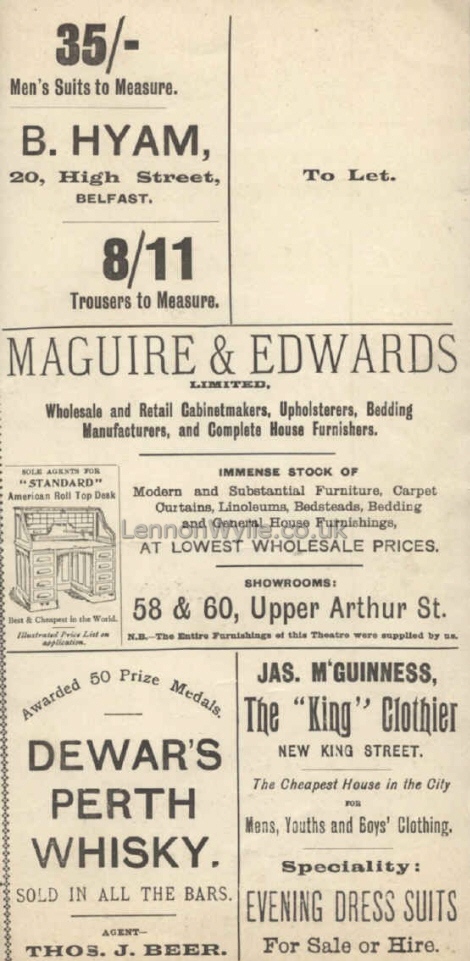 35/-
Men's Suits to Measure.
B. HYAM,
20, High Street,
BELFAST.
8/11
Trousers to Measure.
To Let.
MAGUIRE & EDWARDS
LIMITED,
Wholesale and Retail Cabinetmakers, Upholsterers, Bedding
Manufacturers, and Complete House Furnishers.
SOLE AGENTS FOR
"STANDARD"
American Roll Top Desk
Best & Cheapest in the World.
Illustrated Price List on
application.
IMMENSE STOCK OF
Modern and Substantial Furniture, Carpet
Curtains, Linoleums, Bedsteads, Bedding
and General House Furnishings,
LennonWylie.co.uk
AT LOWEST WHOLESALE PRICES.
SHOWROOMS:
58 & 60, Upper Arthur St.
N.B.—The Entire Furnishings of this Theatre were supplied by us.
Awarded 50 Prize Medals.
DEWAR'S
PERTH
WHISKY.
SOLD IN ALL THE BARS.
AGENT—
THOS. J. BEER.
JAS. M'GUINNESS,
The "King" Clothier
NEW KING STREET.
The Cheapest House in the City
FOR
Mens, Youths and Boys' Clothing.
Speciality:
EVENING DRESS SUITS
For Sale or Hire.